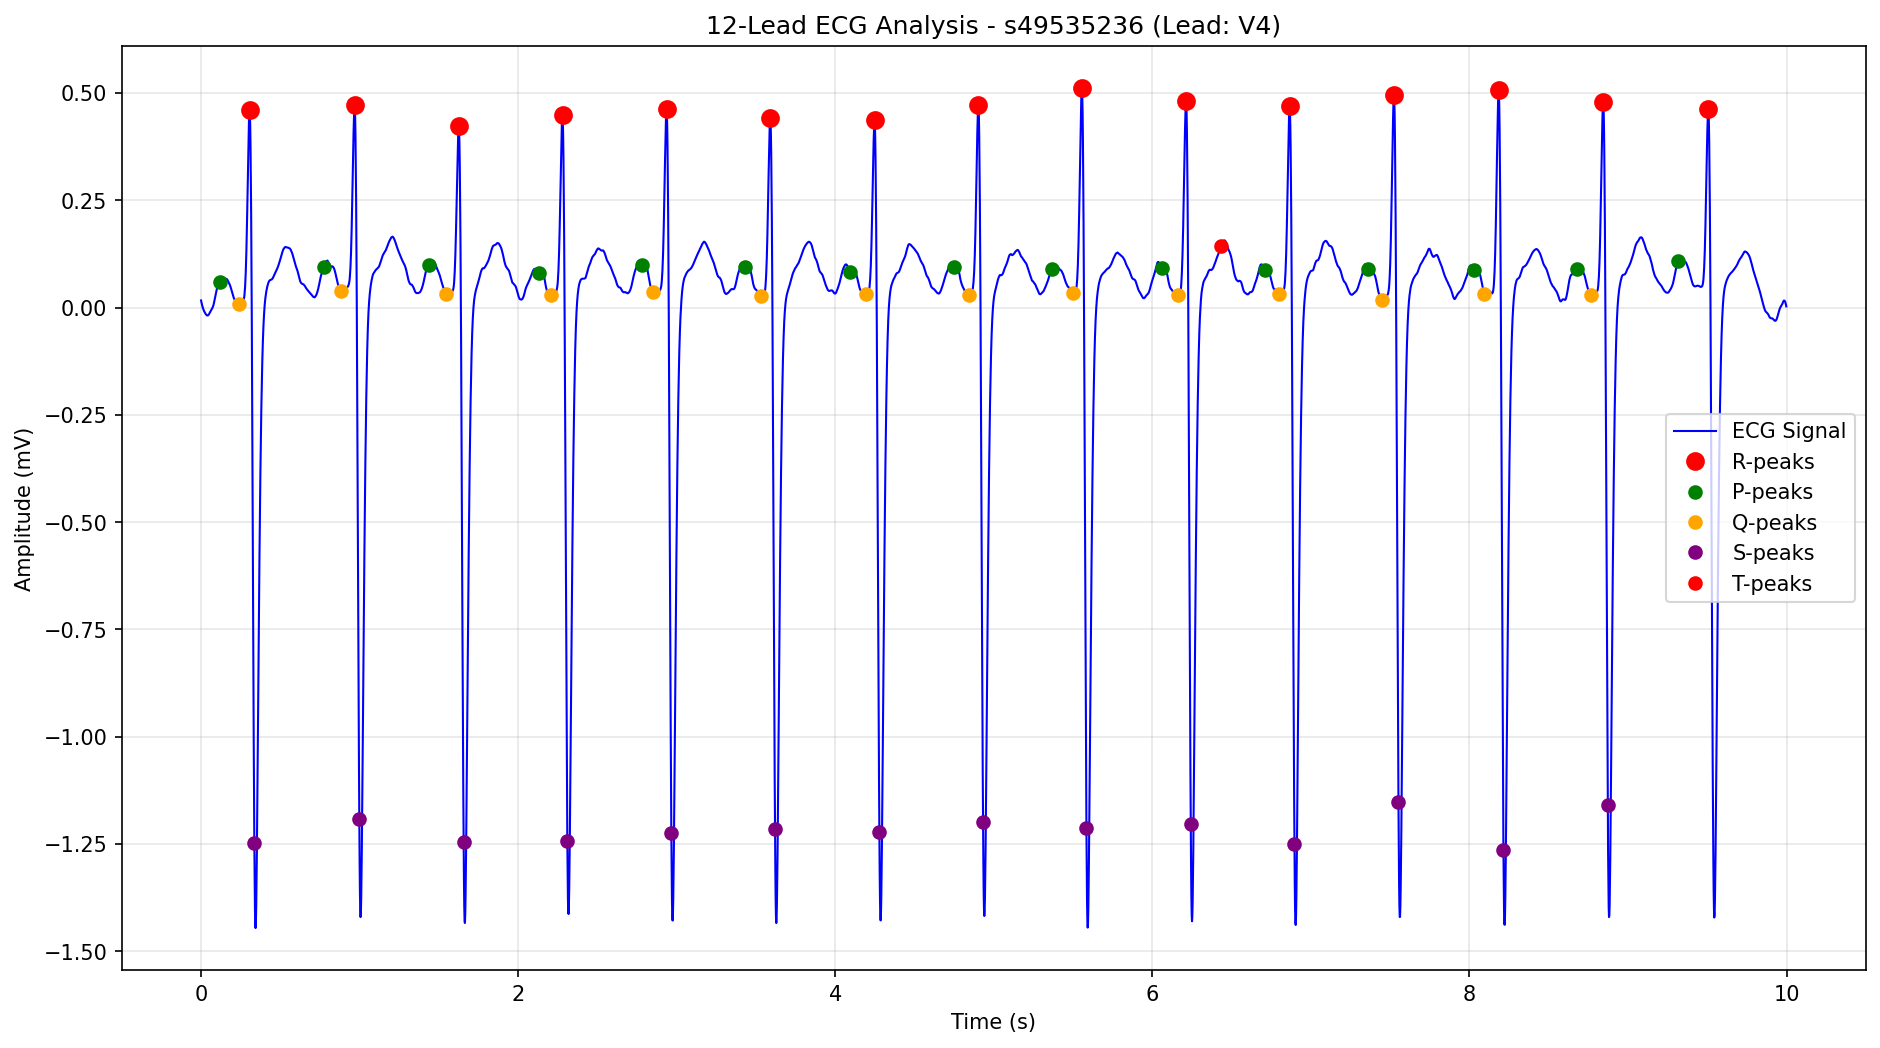 12-Lead ECG Analysis - s49535236 (Lead: V4)
Amplitude (mV)
0.50
0.25
0.00
−0.25
−0.50
−0.75
−1.00
−1.25
−1.50
ECG Signal
R-peaks
P-peaks
Q-peaks
S-peaks
T-peaks
0 2 4 6 8 10
Time (s)